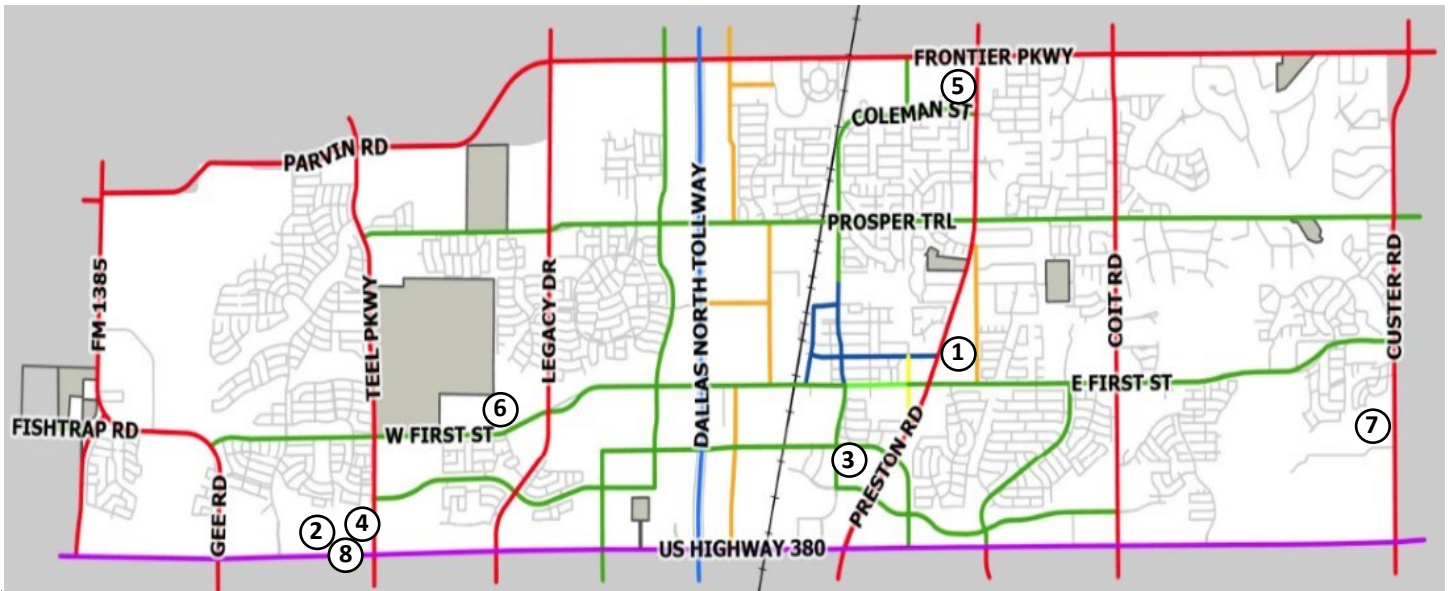 FRONTIER PKWY
5
COLEMAN ST
PARVIN RD
DALLAS NORTH TOLLWAY
PROSPER TRL
FM 1385
TEEL PKWY
LEGACY DR
COIT RD
CUSTER RD
1
E FIRST ST
6
7
FISHTRAP RD
W FIRST ST
3
PRESTON RD
GEE RD
2
4
8
US HIGHWAY 380